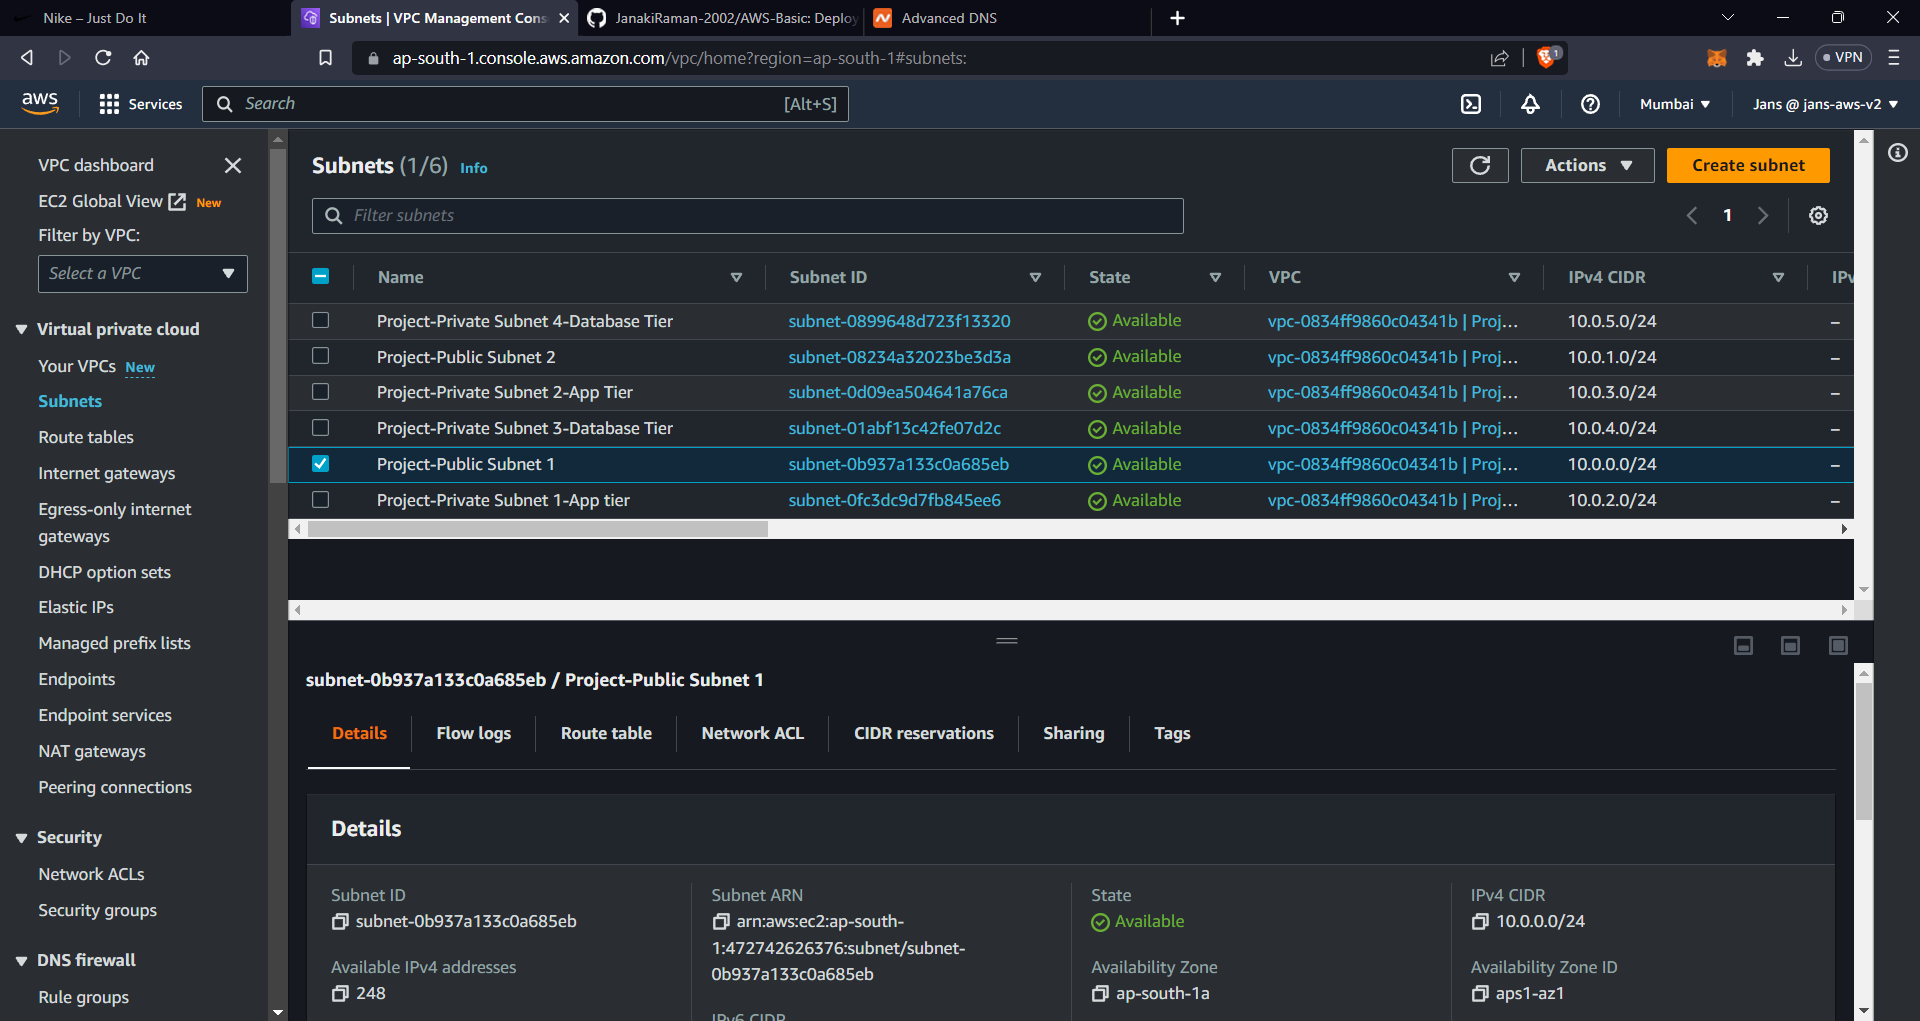 Nike – Just Do It
Subnets | VPC Management Cons
JanakiRaman-2002/AWS-Basic: Deploy
Advanced DNS
ap-south-1.console.aws.amazon.com/vpc/home?region=ap-south-1#subnets:
1
VPN
aws
Services
Search
[Alt+S]
Mumbai
Jans @ jans-aws-v2
VPC dashboard
EC2 Global View New
Filter by VPC:
Select a VPC
Virtual private cloud
Your VPCs New
Subnets
Route tables
Internet gateways
Egress-only internet
gateways
DHCP option sets
Elastic IPs
Managed prefix lists
Endpoints
Endpoint services
NAT gateways
Peering connections
Security
Network ACLs
Security groups
DNS firewall
Rule groups
Subnets (1/6) Info
Actions
Create subnet
Filter subnets
1
Name Subnet ID State VPC IPv4 CIDR IPv
Project-Private Subnet 4-Database Tier subnet-0899648d723f13320 Available vpc-0834ff9860c04341b | Proj... 10.0.5.0/24 –
Project-Public Subnet 2 subnet-08234a32023be3d3a Available vpc-0834ff9860c04341b | Proj... 10.0.1.0/24 –
Project-Private Subnet 2-App Tier subnet-0d09ea504641a76ca Available vpc-0834ff9860c04341b | Proj... 10.0.3.0/24 –
Project-Private Subnet 3-Database Tier subnet-01abf13c42fe07d2c Available vpc-0834ff9860c04341b | Proj... 10.0.4.0/24 –
Project-Public Subnet 1 subnet-0b937a133c0a685eb Available vpc-0834ff9860c04341b | Proj... 10.0.0.0/24 –
Project-Private Subnet 1-App tier subnet-0fc3dc9d7fb845ee6 Available vpc-0834ff9860c04341b | Proj... 10.0.2.0/24 –
subnet-0b937a133c0a685eb / Project-Public Subnet 1
Details Flow logs Route table Network ACL CIDR reservations Sharing Tags
Details
Subnet ID
subnet-0b937a133c0a685eb
Available IPv4 addresses
248
Subnet ARN
arn:aws:ec2:ap-south-
1:472742626376:subnet/subnet-
0b937a133c0a685eb
IPv6 CIDR
State
Available
Availability Zone
ap-south-1a
IPv4 CIDR
10.0.0.0/24
Availability Zone ID
aps1-az1